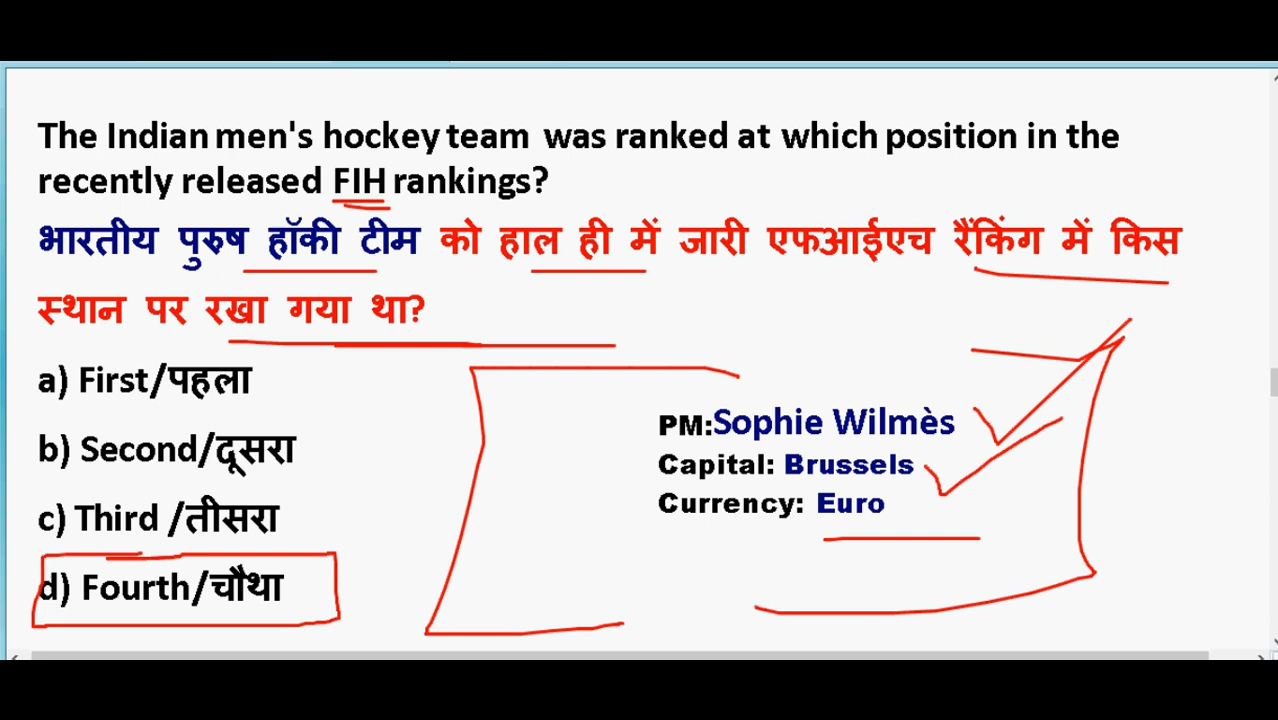 The Indian men's hockey team was ranked at which position in the
recently released FIH rankings?
भारतीय पुरुष हॉकी टीम को हाल ही में जारी एफआईएच रैंकिंग में किस
स्थान पर रखा गया था?
a) First/पहला
b) Second/दूसरा
c) Third /तीसरा
d) Fourth/चौथा
PM:Sophie Wilmès
Capital: Brussels
Currency: Euro